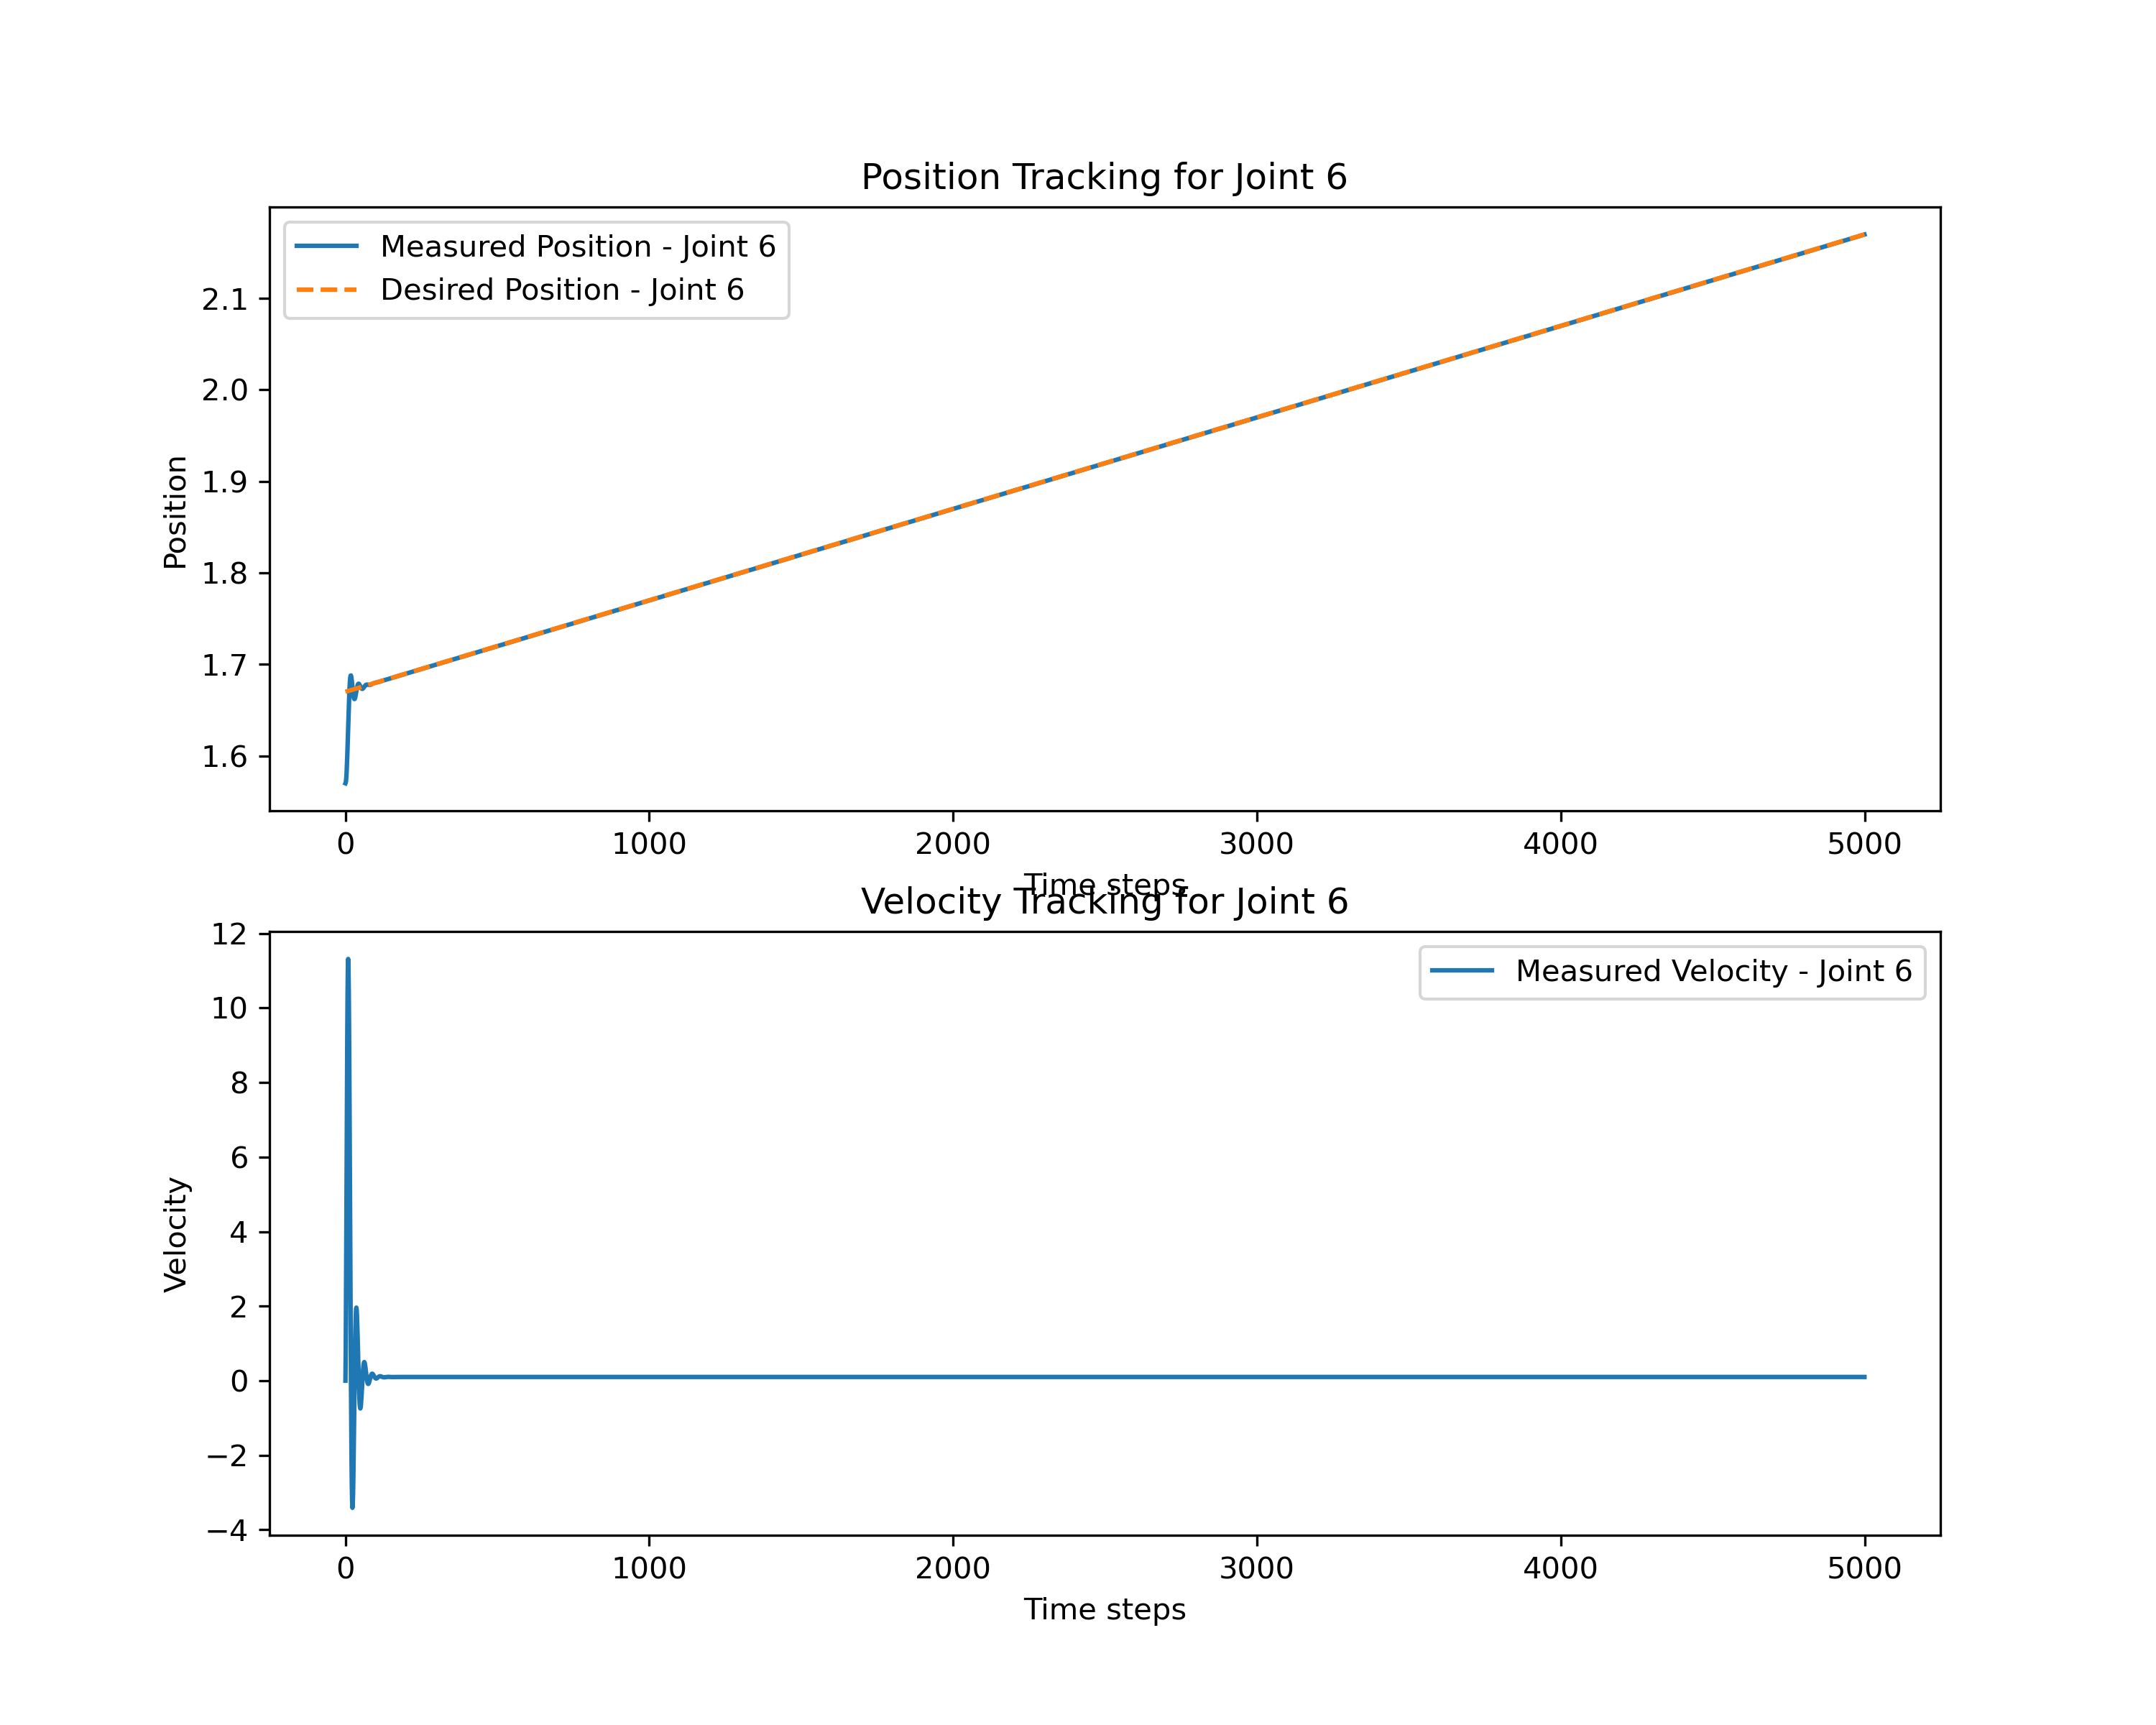 Position Tracking for Joint 6
Measured Position - Joint 6
Desired Position - Joint 6
Position
2.1
2.0
1.9
1.8
1.7
1.6
0 1000 2000 3000 4000 5000
Time steps
Velocity Tracking for Joint 6
Measured Velocity - Joint 6
Velocity
12
10
8
6
4
2
0
−2
−4
0 1000 2000 3000 4000 5000
Time steps